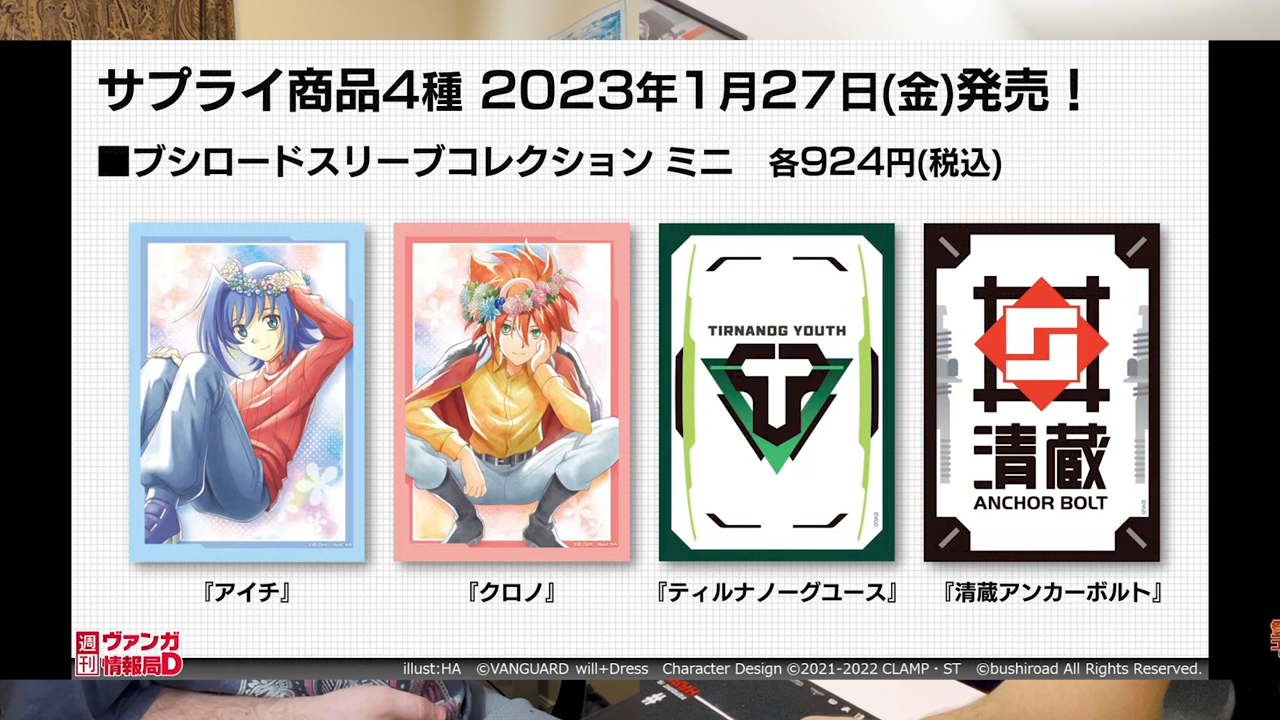 サプライ商品4種 2023年1月27日(金)発売！
■ブシロードスリーブコレクション ミニ 各924円(税込)
TIRNANOG YOUTH
T
清蔵
ANCHOR BOLT
『アイチ』
『クロノ』
『ティルナノーグユース』
『清蔵アンカーボルト』
週刊
ヴァンガ
情報局D
illust:HA ©VANGUARD will+Dress Character Design ©2021-2022 CLAMP・ST ©bushiroad All Rights Reserved.